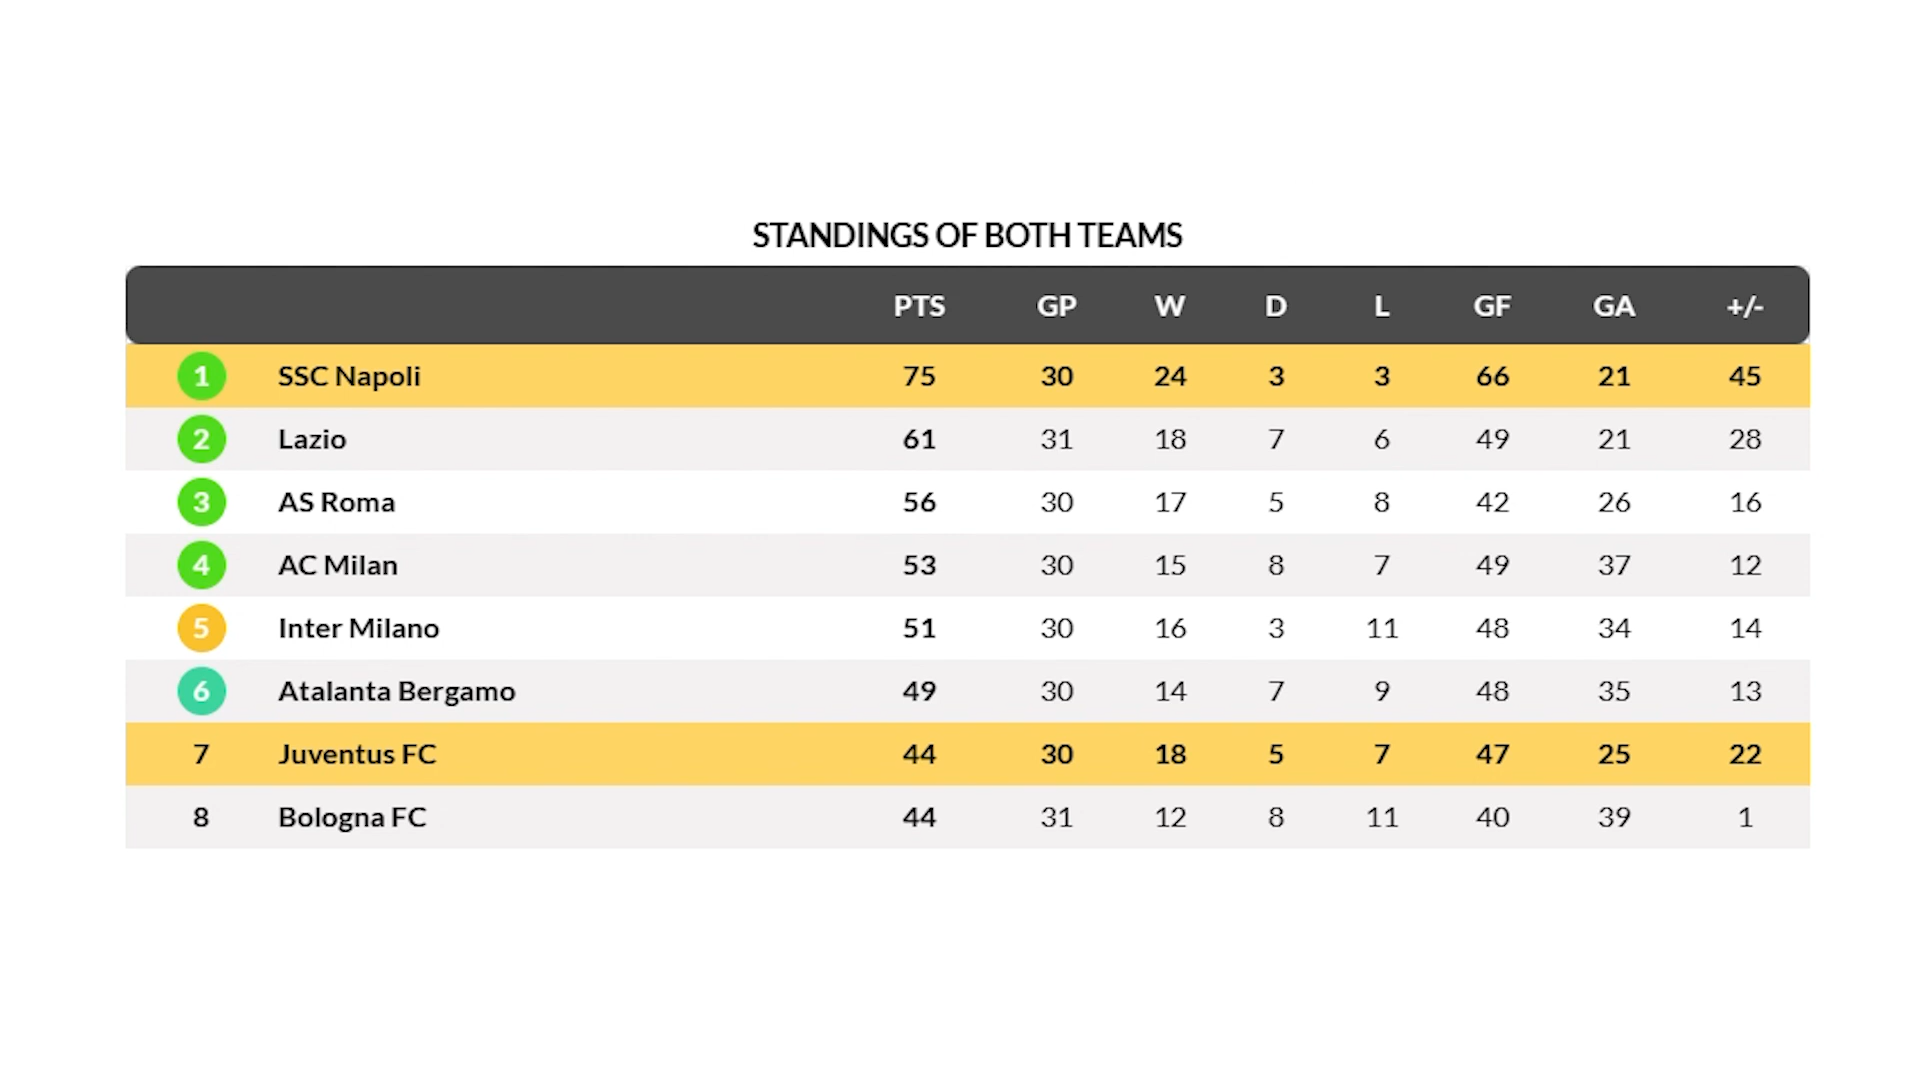 STANDINGS OF BOTH TEAMS
PTS GP W D L GF GA +/-
1 SSC Napoli 75 30 24 3 3 66 21 45
2 Lazio 61 31 18 7 6 49 21 28
3 AS Roma 56 30 17 5 8 42 26 16
4 AC Milan 53 30 15 8 7 49 37 12
5 Inter Milano 51 30 16 3 11 48 34 14
6 Atalanta Bergamo 49 30 14 7 9 48 35 13
7 Juventus FC 44 30 18 5 7 47 25 22
8 Bologna FC 44 31 12 8 11 40 39 1